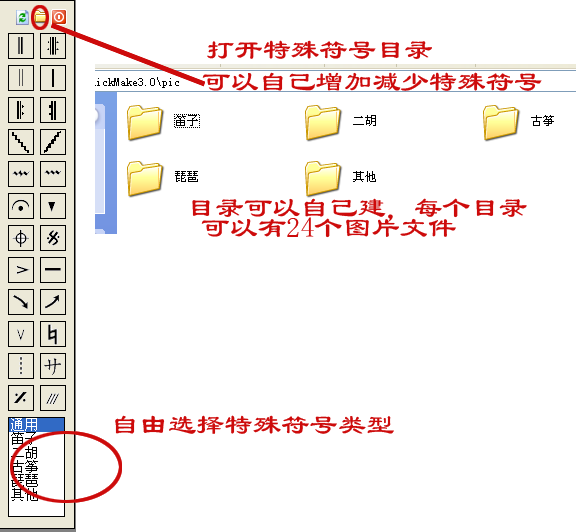 打开特殊符号目录
可以自己增加减少特殊符号
ickMake3.0\pic
笛子
二胡
古筝
琵琶
其他
目录可以自己建，每个目录
可以有24个图片文件
自由选择特殊符号类型
通用
笛子
二胡
古筝
琵琶
其他